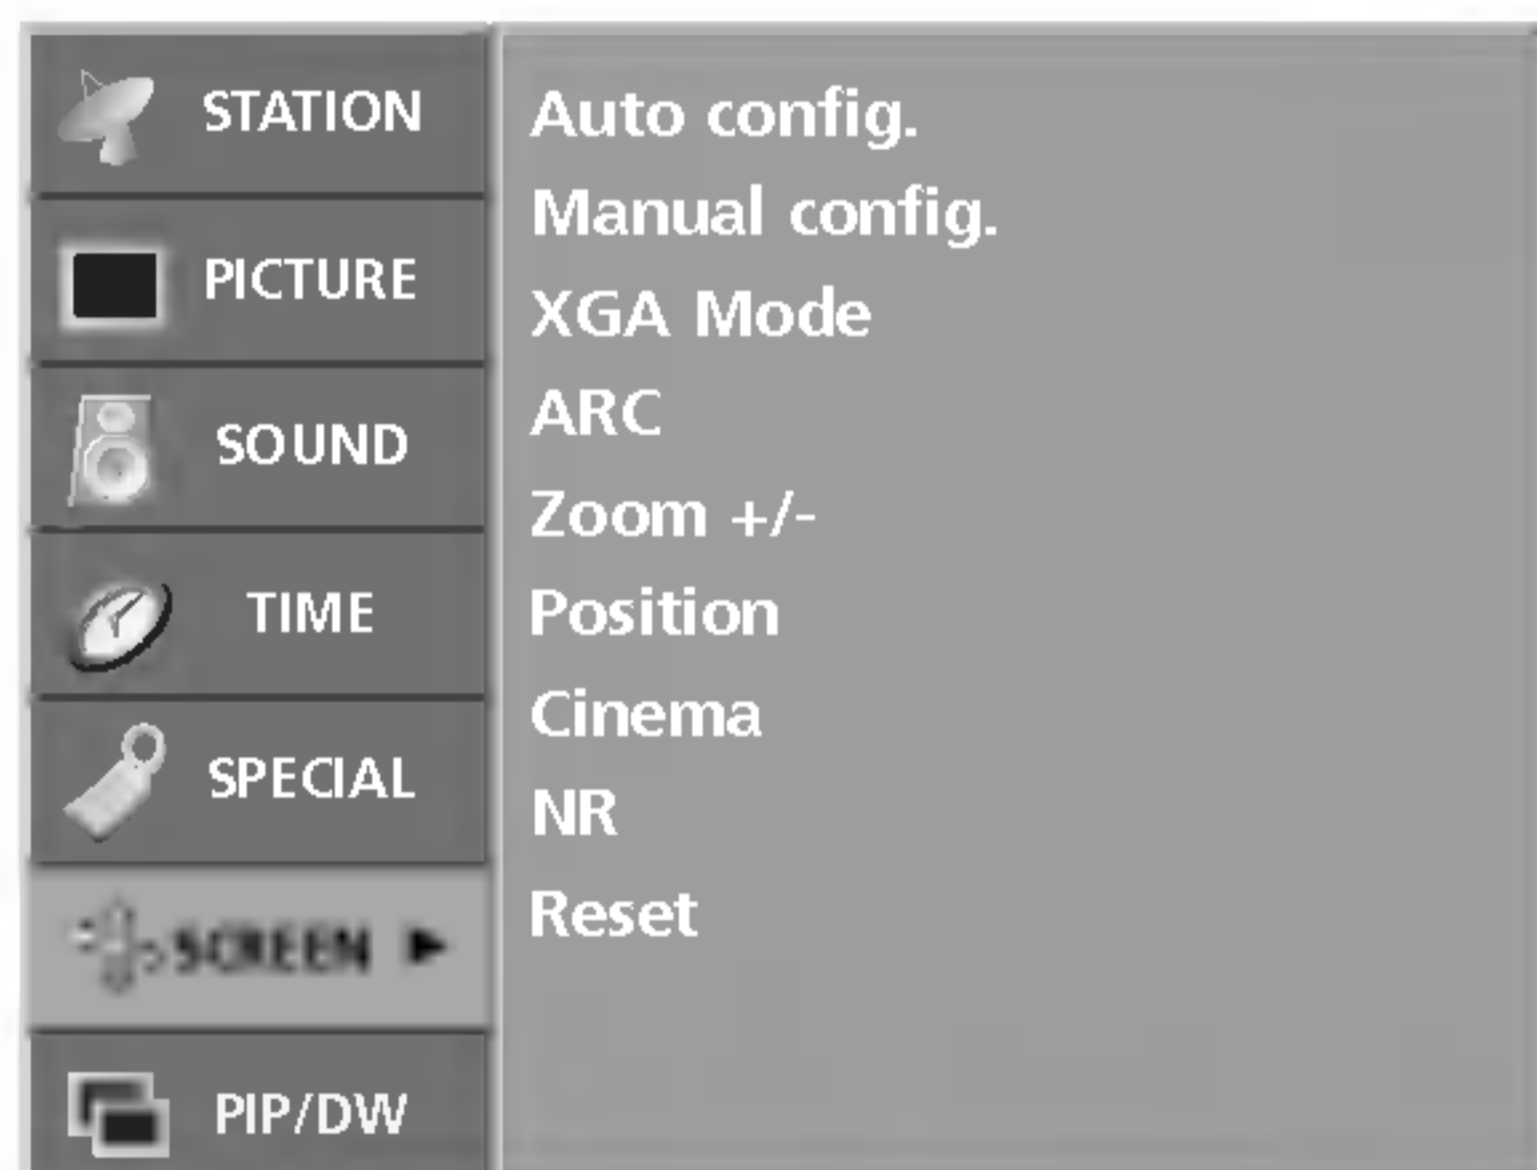 STATION
PICTURE
SOUND
TIME
SPECIAL
SCREEN ►
PIP/DW
Auto config.
Manual config.
XGA Mode
ARC
Zoom +/-
Position
Cinema
NR
Reset